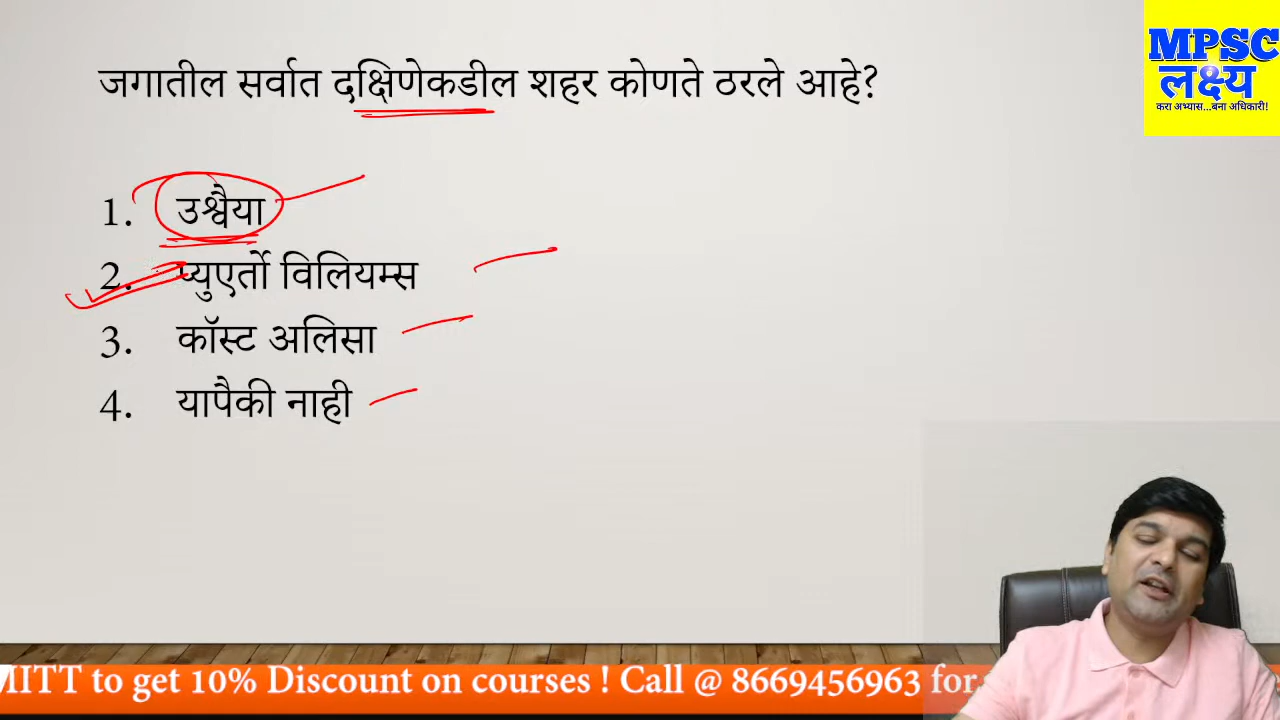 जगातील सर्वात दक्षिणेकडील शहर कोणते ठरले आहे?
MPSC
लक्ष्य
करा अभ्यास...बना अधिकारी!
1. उश्वैया
2. प्युएर्तो विलियम्स
3. कॉस्ट अलिसा
4. यापैकी नाही
MITT to get 10% Discount on courses ! Call @ 8669456963 for